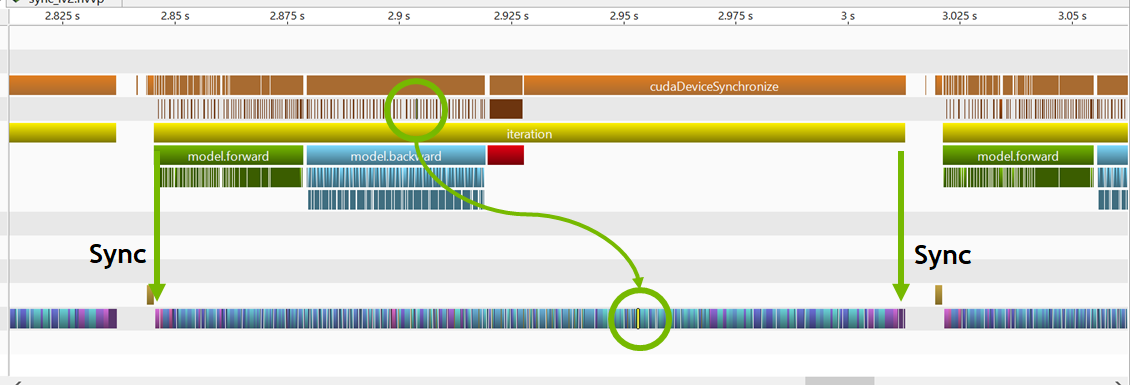 sync_lv2.nvvp
2.825 s 2.85 s 2.875 s 2.9 s 2.925 s 2.95 s 2.975 s 3 s 3.025 s 3.05 s
cudaDeviceSynchronize
iteration
model.forward model.backward model.forward
Sync Sync